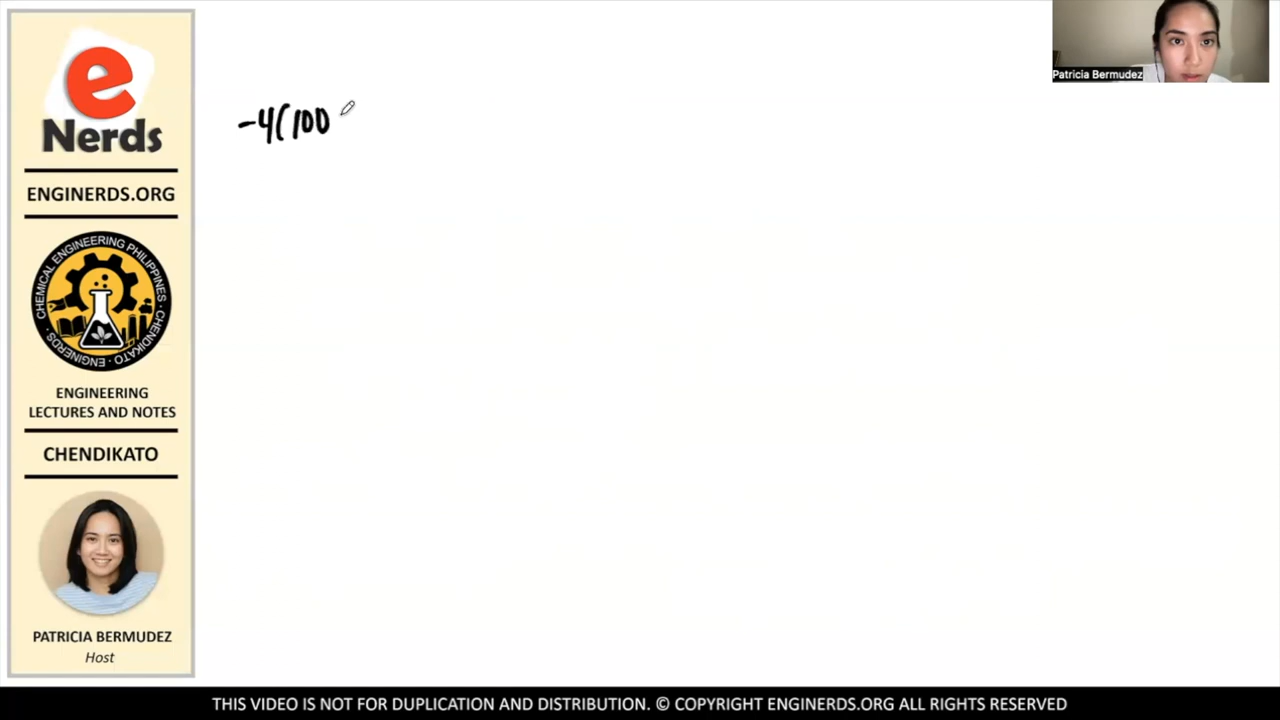 Patricia Bermudez
e
Nerds
-4(100
ENGINERDS.ORG
CHEMICAL ENGINEERING PHILIPPINES · CHENDIKATO · ENGINERDS ·
ENGINEERING
LECTURES AND NOTES
CHENDIKATO
PATRICIA BERMUDEZ
Host
THIS VIDEO IS NOT FOR DUPLICATION AND DISTRIBUTION. © COPYRIGHT ENGINERDS.ORG ALL RIGHTS RESERVED